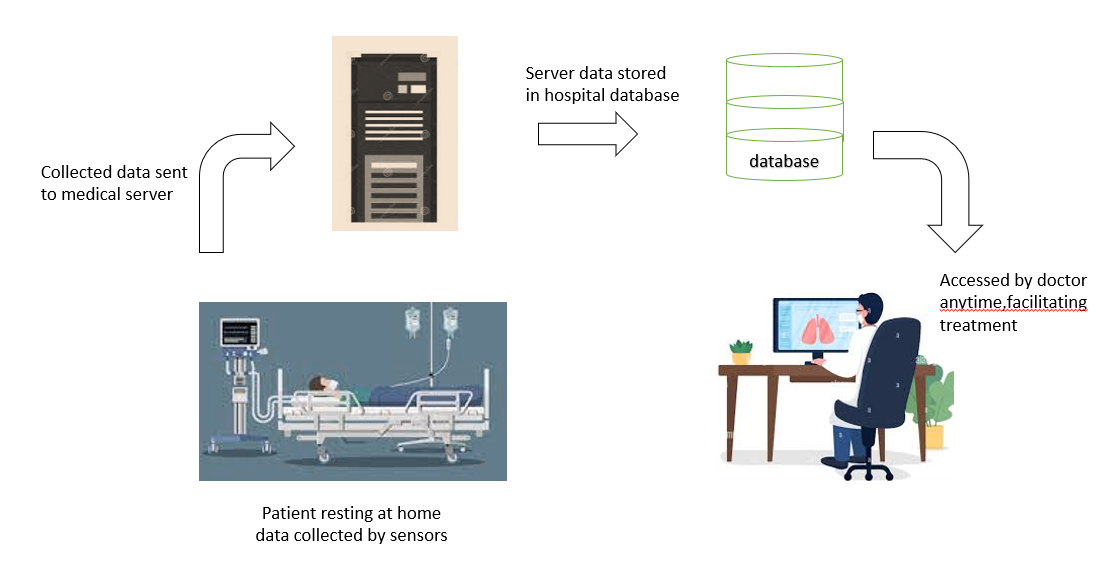 Server data stored
in hospital database
Collected data sent
to medical server
database
Accessed by doctor
anytime,facilitating
treatment
Patient resting at home
data collected by sensors